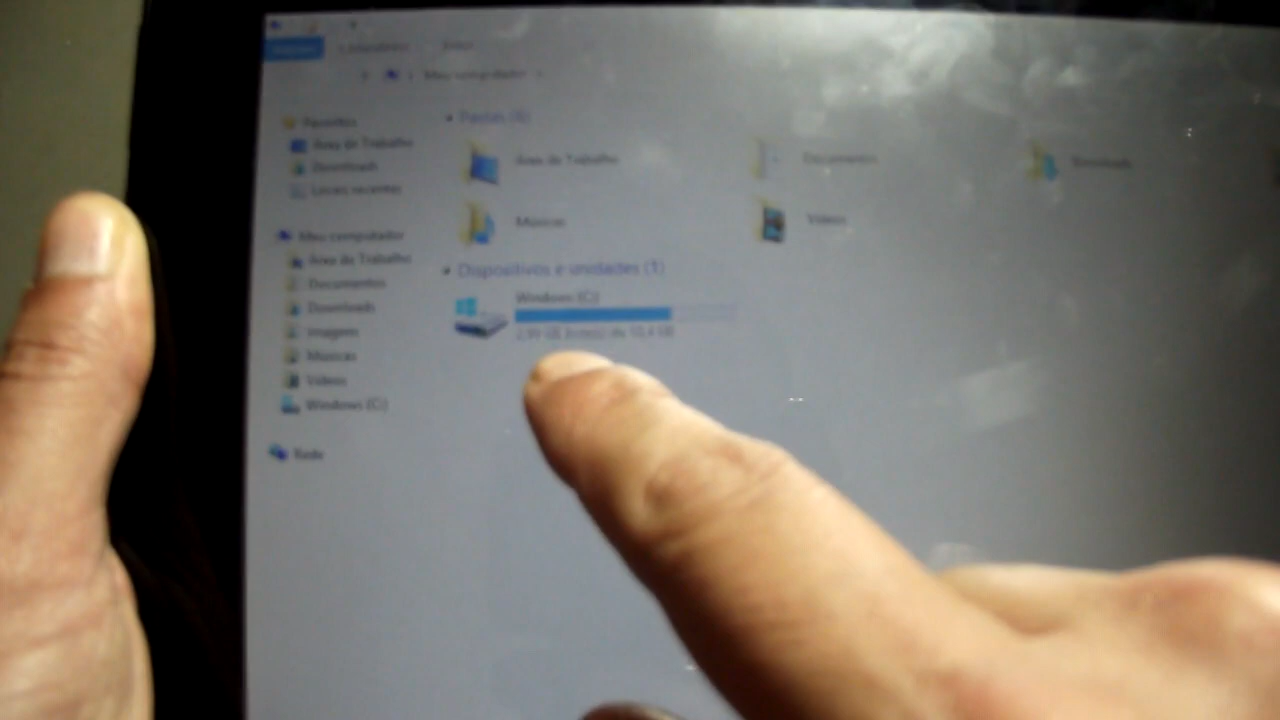 Meu computador
Favoritos
Área de Trabalho
Downloads
Locais recentes
Meu computador
Área de Trabalho
Documentos
Downloads
Imagens
Músicas
Vídeos
Windows (C:)
Rede
Pastas (6)
Área de Trabalho
Documentos
Downloads
Músicas
Vídeos
Dispositivos e unidades (1)
Windows (C:)